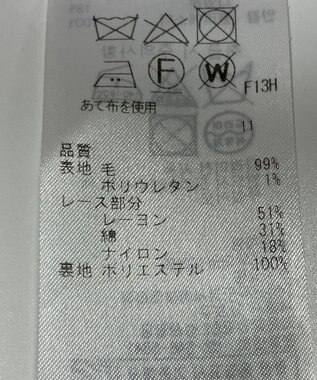 F W F13H
あて布を使用
11
品質
表地 毛 99%
ポリウレタン 1%
レース部分
レーヨン 51%
綿 31%
ナイロン 18%
裏地 ポリエステル 100%